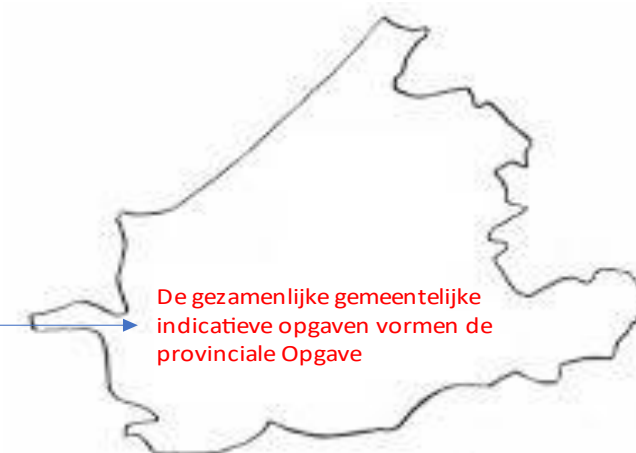 De gezamenlijke gemeentelijke
indicatieve opgaven vormen de
provinciale Opgave